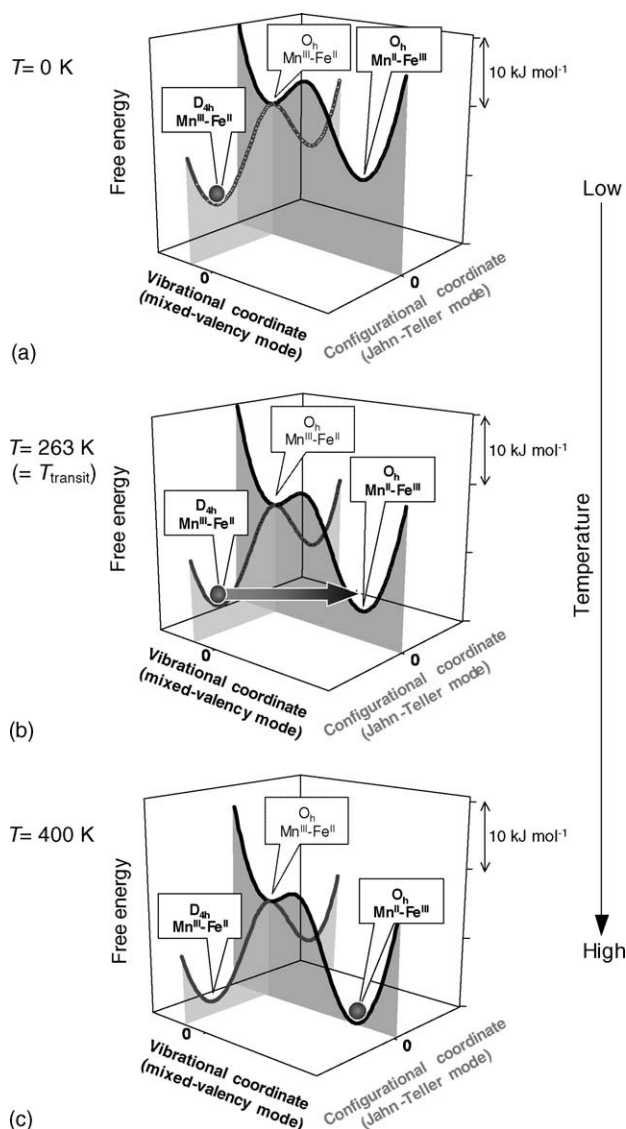 T= 0 K
Oₕ
Mnᴵᴵᴵ-Feᴵᴵ
Oₕ
Mnᴵᴵ-Feᴵᴵᴵ
D₄ₕ
Mnᴵᴵᴵ-Feᴵᴵ
10 kJ mol⁻¹
Free energy
0
0
Vibrational coordinate
(mixed-valency mode)
Configurational coordinate
(Jahn-Teller mode)
(a)
Low
T= 263 K
(= Ttransit)
Oₕ
Mnᴵᴵᴵ-Feᴵᴵ
Oₕ
Mnᴵᴵ-Feᴵᴵᴵ
D₄ₕ
Mnᴵᴵᴵ-Feᴵᴵ
10 kJ mol⁻¹
Free energy
0
0
Vibrational coordinate
(mixed-valency mode)
Configurational coordinate
(Jahn-Teller mode)
(b)
Temperature
T= 400 K
Oₕ
Mnᴵᴵᴵ-Feᴵᴵ
D₄ₕ
Mnᴵᴵᴵ-Feᴵᴵ
Oₕ
Mnᴵᴵ-Feᴵᴵᴵ
10 kJ mol⁻¹
Free energy
0
0
Vibrational coordinate
(mixed-valency mode)
Configurational coordinate
(Jahn-Teller mode)
(c)
High